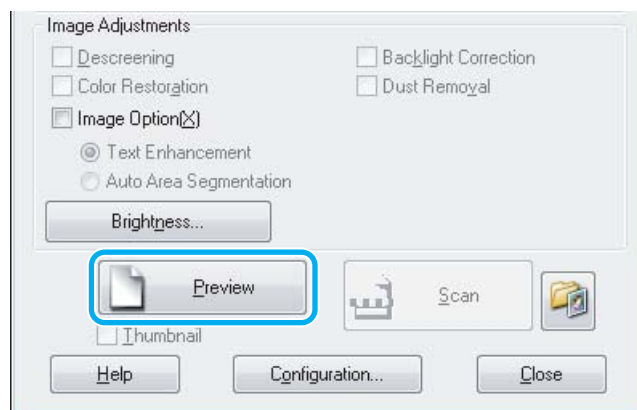 Image Adjustments
Descreening Backlight Correction
Color Restoration Dust Removal
Image Option(X)
Text Enhancement
Auto Area Segmentation
Brightness...
Preview Scan
Thumbnail
Help Configuration... Close